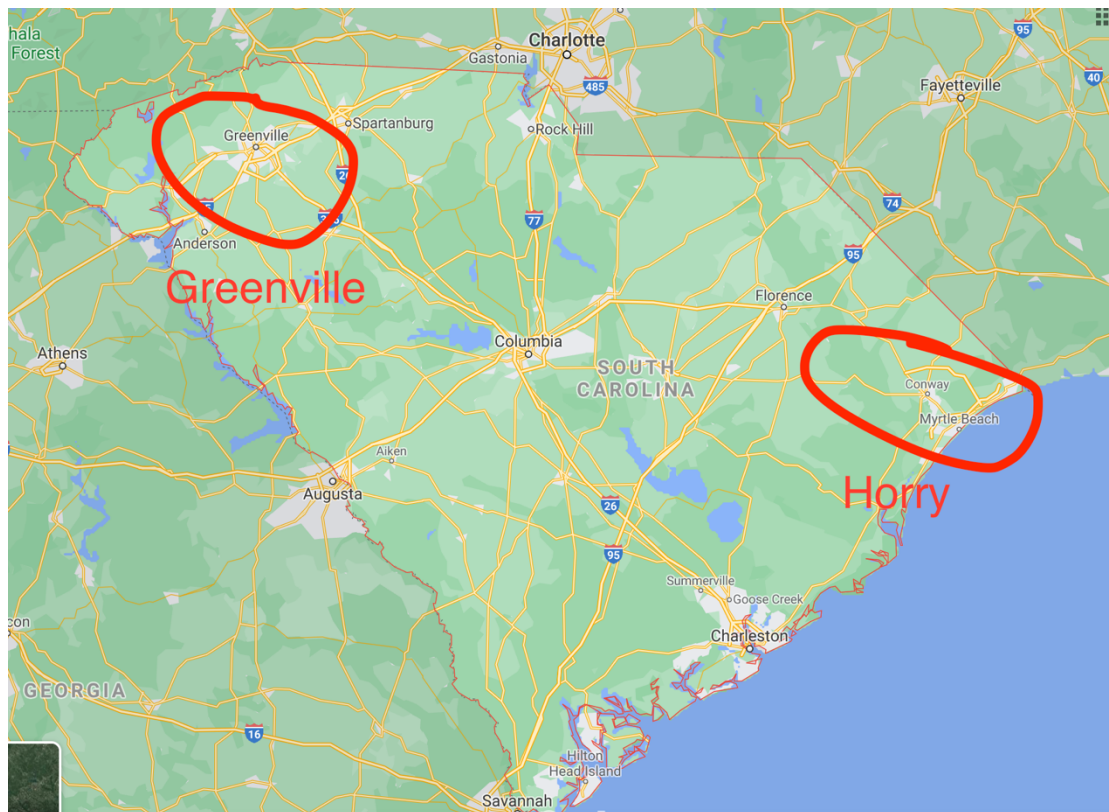 hala
Forest
Charlotte
Gastonia
485
95
40
Fayetteville
Greenville
Spartanburg
Rock Hill
26
77
74
Anderson
Greenville
95
Florence
Athens
Columbia
SOUTH
CAROLINA
Conway
Myrtle Beach
Aiken
Augusta
Horry
26
95
Summerville
Goose Creek
Charleston
con
GEORGIA
16
Hilton
Head Island
Savannah